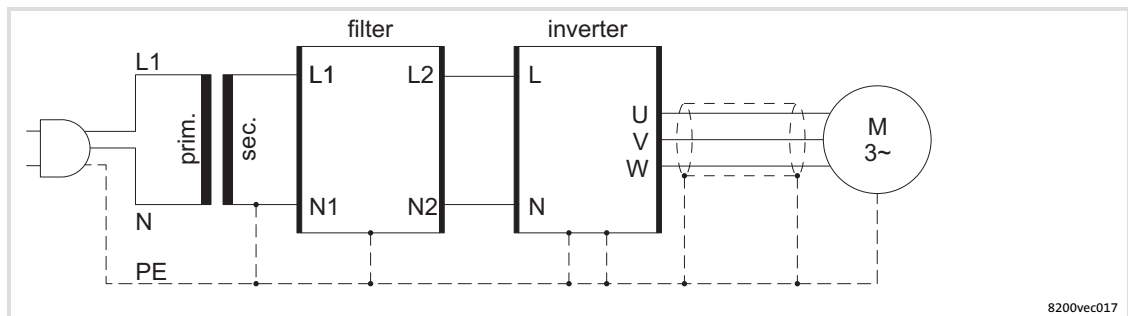 filter
inverter
L1
L1
L2
L
prim.
sec.
U
V
W
M
3~
N
N1
N2
N
PE
8200vec017